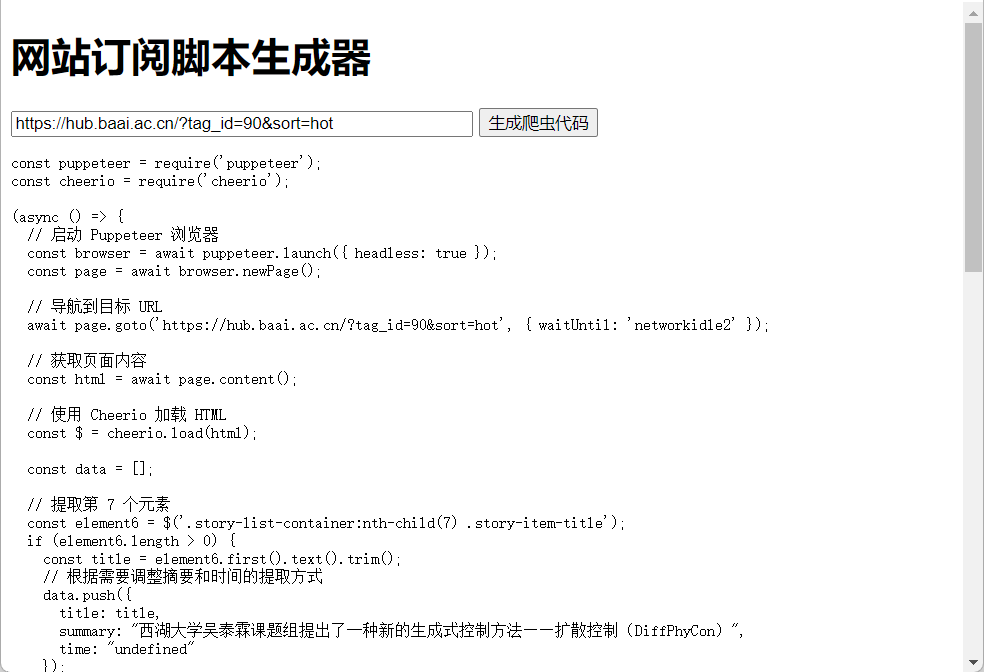 网站订阅脚本生成器
https://hub.baai.ac.cn/?tag_id=90&sort=hot 生成爬虫代码
const puppeteer = require('puppeteer');
const cheerio = require('cheerio');
(async () => {
// 启动 Puppeteer 浏览器
const browser = await puppeteer.launch({ headless: true });
const page = await browser.newPage();
// 导航到目标 URL
await page.goto('https://hub.baai.ac.cn/?tag_id=90&sort=hot', { waitUntil: 'networkidle2' });
// 获取页面内容
const html = await page.content();
// 使用 Cheerio 加载 HTML
const $ = cheerio.load(html);
const data = [];
// 提取第 7 个元素
const element6 = $('.story-list-container:nth-child(7) .story-item-title');
if (element6.length > 0) {
const title = element6.first().text().trim();
// 根据需要调整摘要和时间的提取方式
data.push({
title: title,
summary: "西湖大学吴泰霖课题组提出了一种新的生成式控制方法——扩散控制（DiffPhyCon）",
time: "undefined"
});